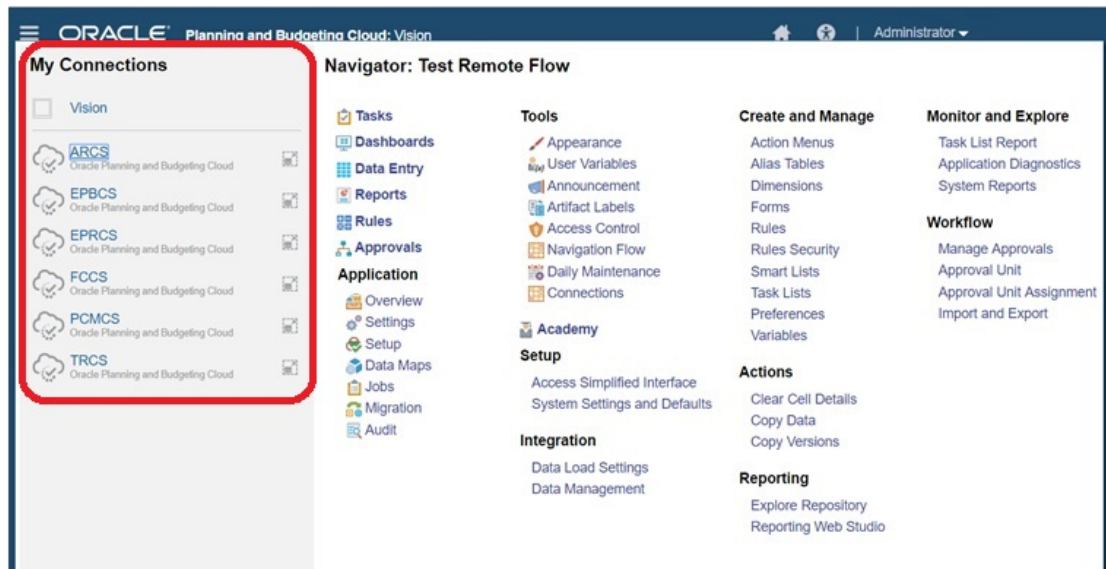 ORACLE® Planning and Budgeting Cloud: Vision
Administrator
My Connections
Vision
ARCS
Oracle Planning and Budgeting Cloud
EPBCS
Oracle Planning and Budgeting Cloud
EPRCS
Oracle Planning and Budgeting Cloud
FCCS
Oracle Planning and Budgeting Cloud
PCMCS
Oracle Planning and Budgeting Cloud
TRCS
Oracle Planning and Budgeting Cloud
Navigator: Test Remote Flow
Tasks
Dashboards
Data Entry
Reports
Rules
Approvals
Application
Overview
Settings
Setup
Data Maps
Jobs
Migration
Audit
Tools
Appearance
User Variables
Announcement
Artifact Labels
Access Control
Navigation Flow
Daily Maintenance
Connections
Academy
Setup
Access Simplified Interface
System Settings and Defaults
Integration
Data Load Settings
Data Management
Create and Manage
Action Menus
Alias Tables
Dimensions
Forms
Rules
Rules Security
Smart Lists
Task Lists
Preferences
Variables
Actions
Clear Cell Details
Copy Data
Copy Versions
Reporting
Explore Repository
Reporting Web Studio
Monitor and Explore
Task List Report
Application Diagnostics
System Reports
Workflow
Manage Approvals
Approval Unit
Approval Unit Assignment
Import and Export